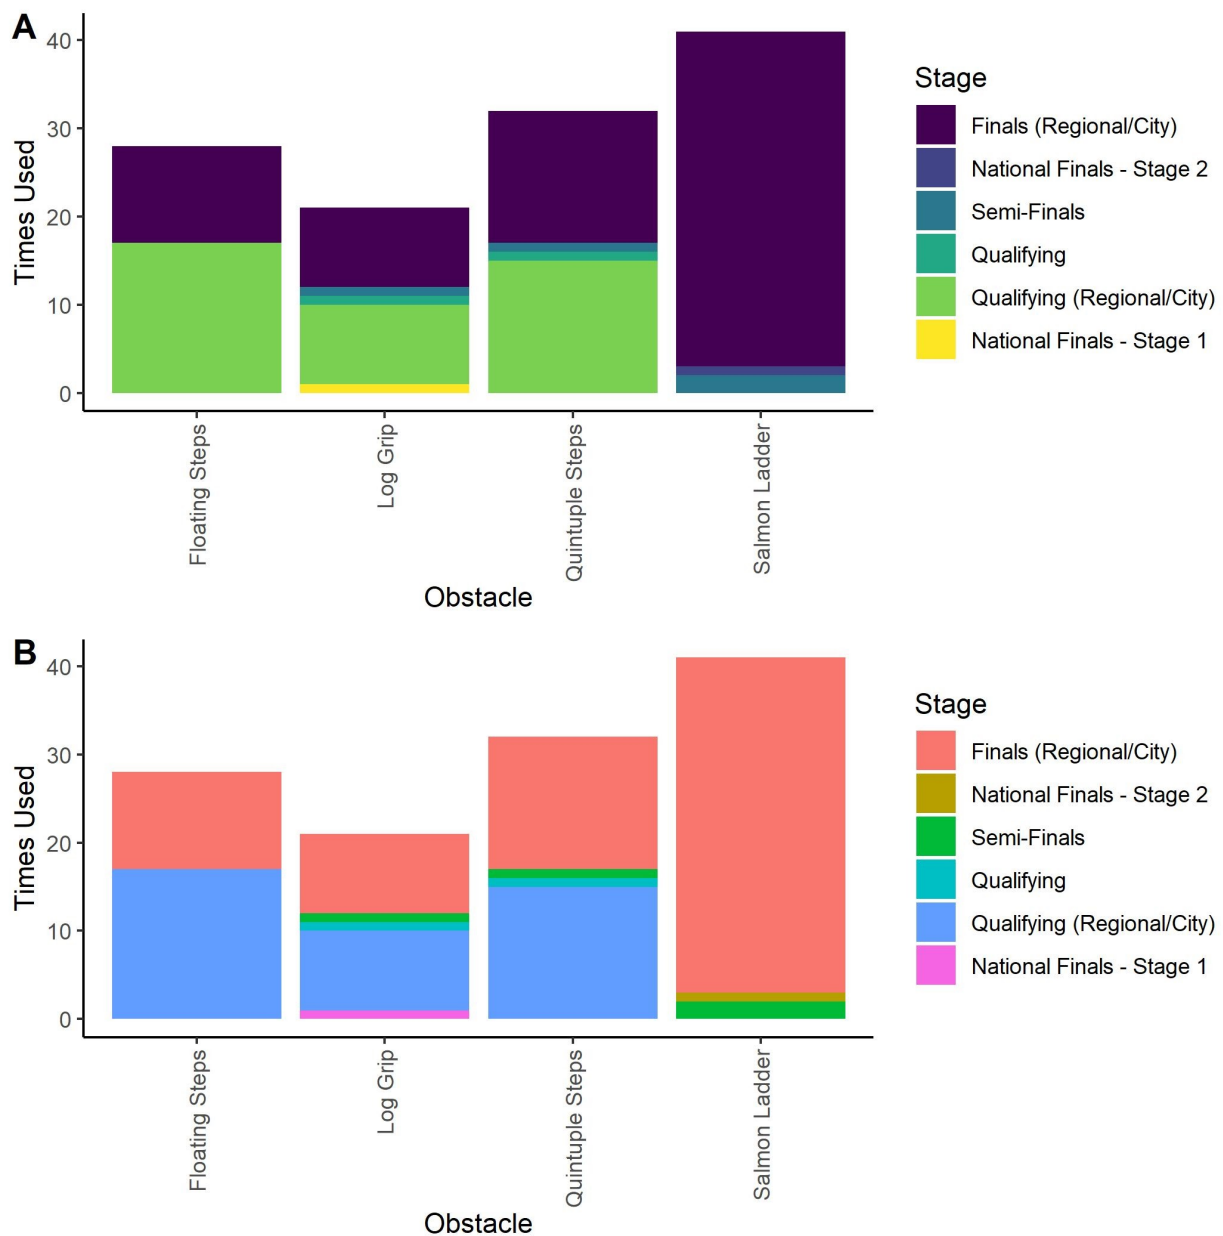 A
Times Used
40
30
20
10
0
Floating Steps
Log Grip
Quintuple Steps
Salmon Ladder
Obstacle
Stage
Finals (Regional/City)
National Finals - Stage 2
Semi-Finals
Qualifying
Qualifying (Regional/City)
National Finals - Stage 1
B
Times Used
40
30
20
10
0
Floating Steps
Log Grip
Quintuple Steps
Salmon Ladder
Obstacle
Stage
Finals (Regional/City)
National Finals - Stage 2
Semi-Finals
Qualifying
Qualifying (Regional/City)
National Finals - Stage 1